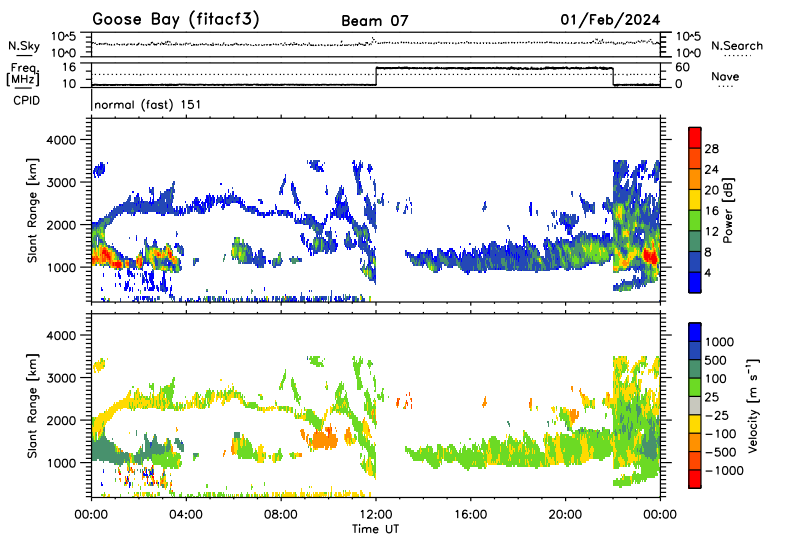 Goose Bay (fitacf3) Beam 07 01/Feb/2024
N.Sky 10^5 10^0 10^5 10^0 N.Search
Freq. [MHz] 16 10 60 0 Nave
CPID normal (fast) 151
Slant Range [km] 4000 3000 2000 1000
Power [dB] 28 24 20 16 12 8 4
Slant Range [km] 4000 3000 2000 1000
Velocity [m s⁻¹] 1000 500 100 25 −25 −100 −500 −1000
00:00 04:00 08:00 12:00 16:00 20:00 00:00
Time UT